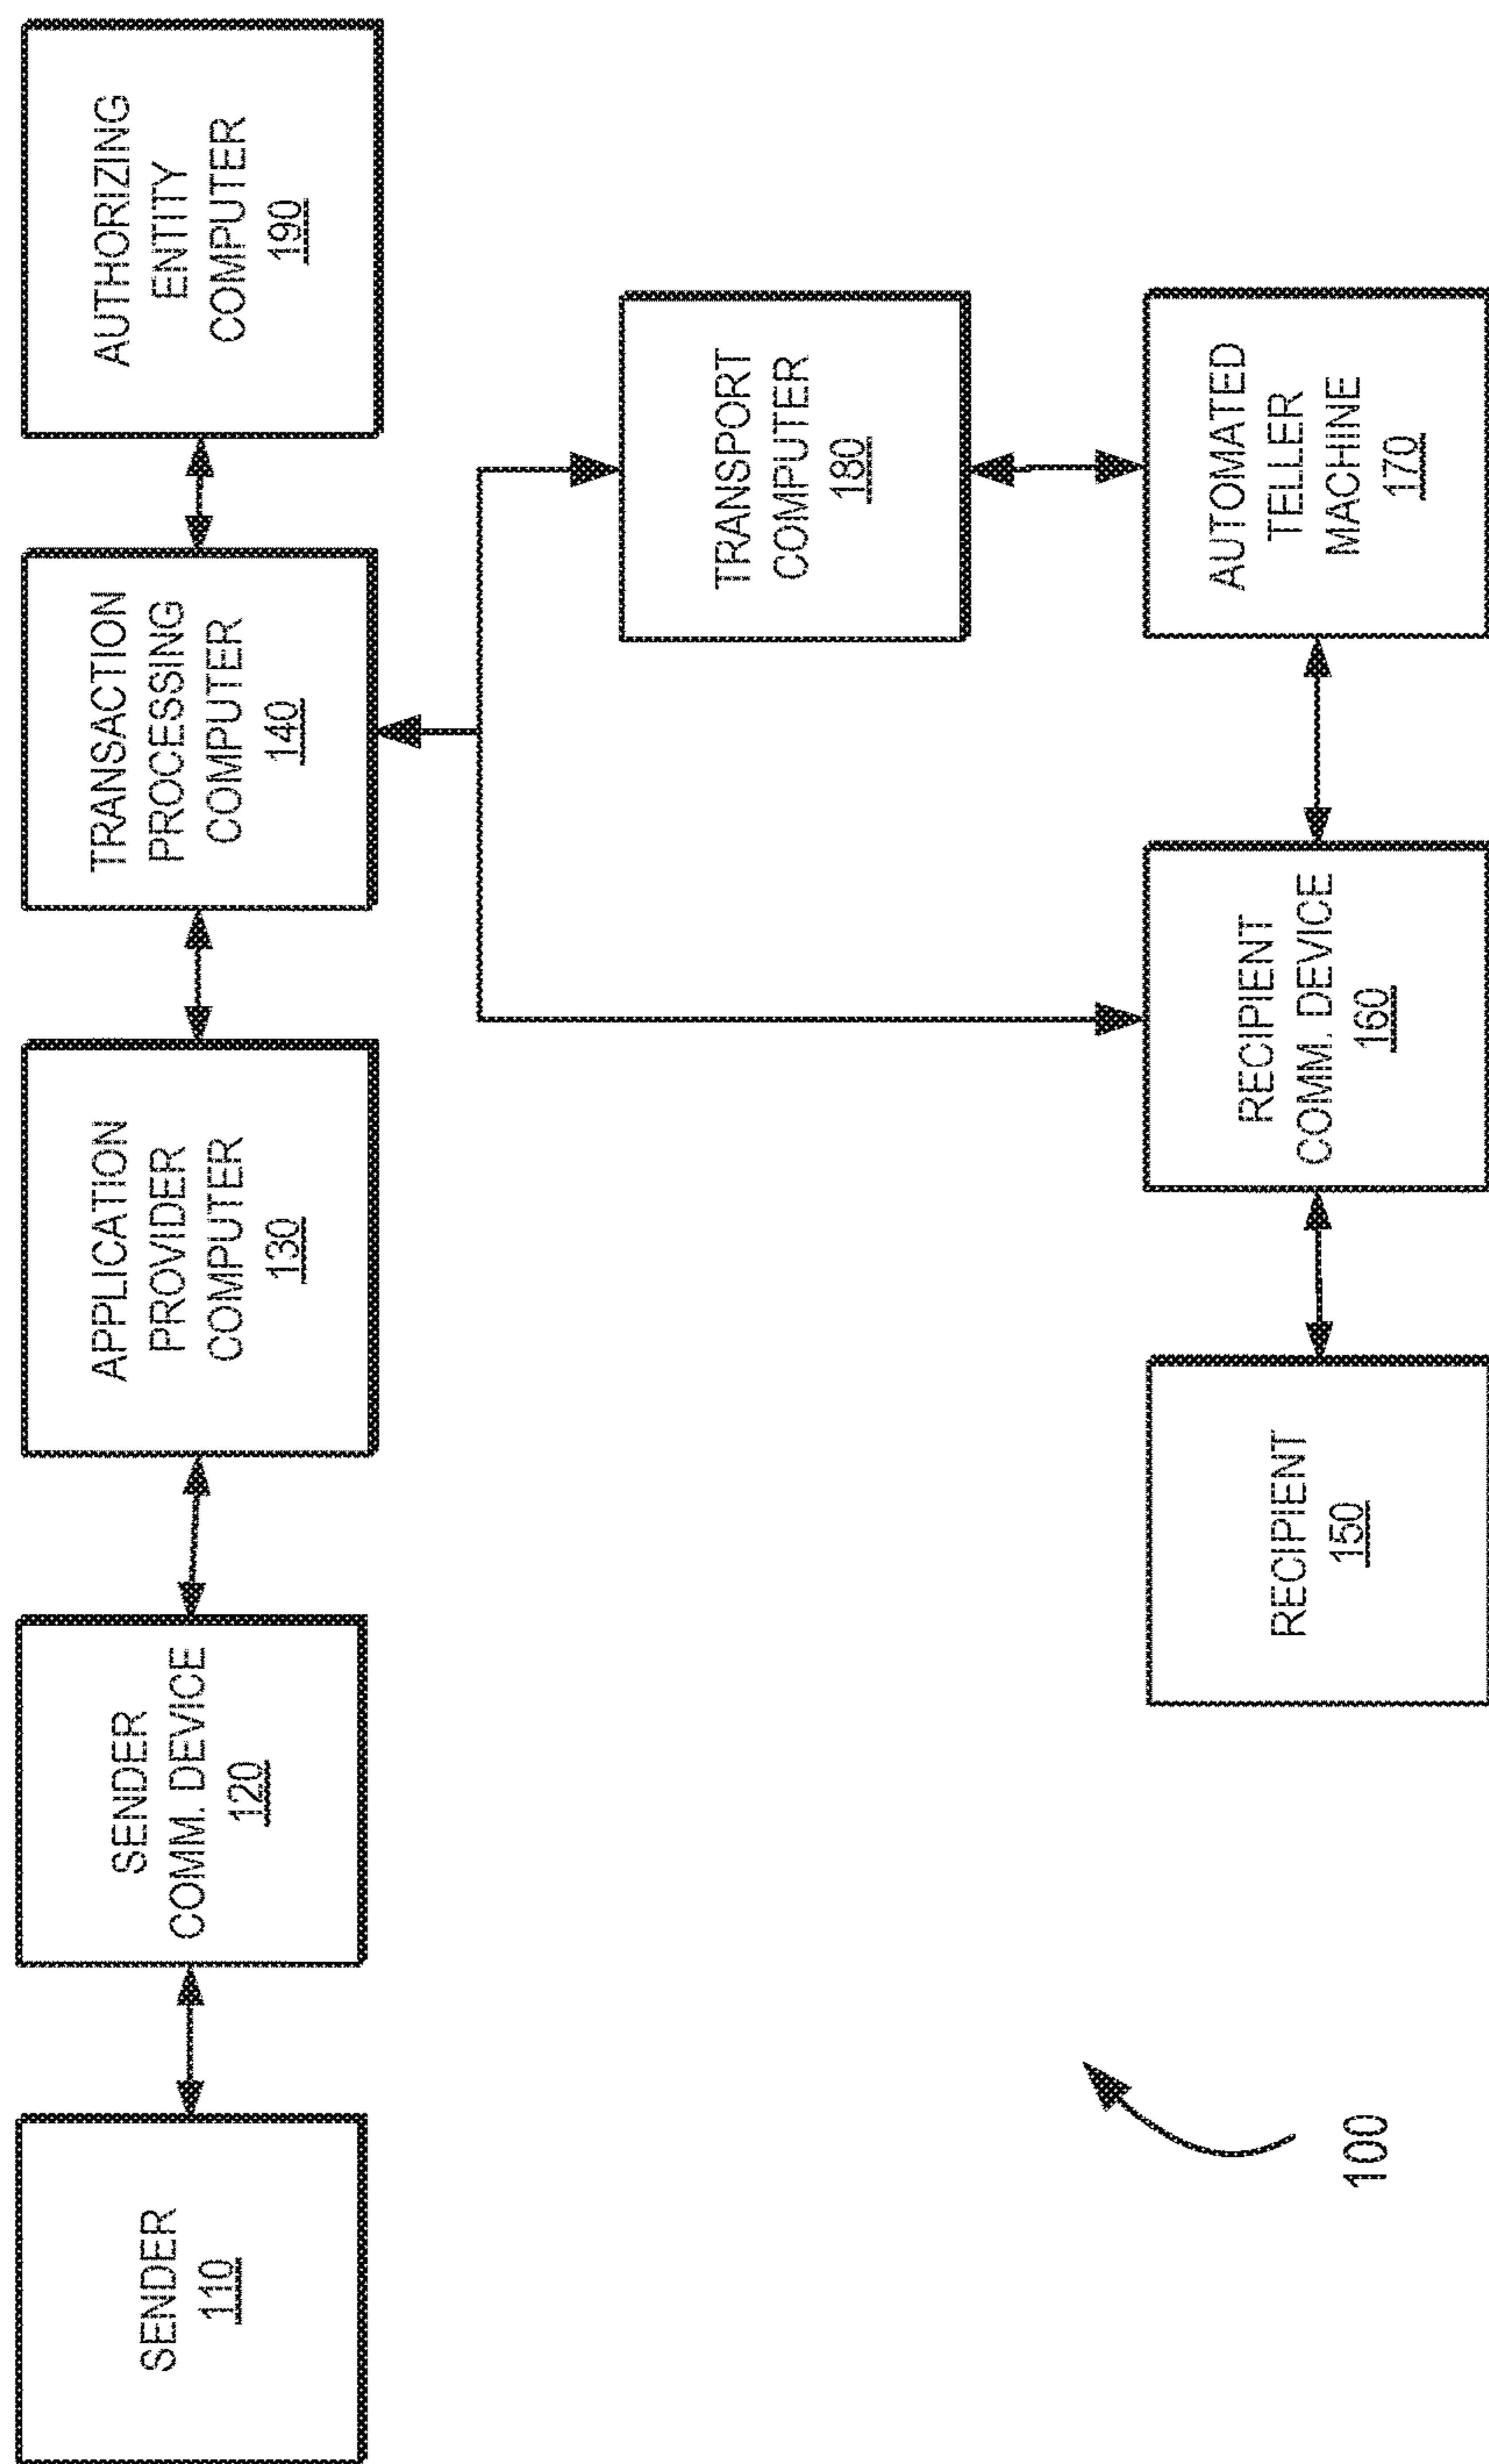 SENDER
110
SENDER
COMM. DEVICE
120
APPLICATION
PROVIDER
COMPUTER
130
TRANSACTION
PROCESSING
COMPUTER
140
AUTHORIZING
ENTITY
COMPUTER
190
TRANSPORT
COMPUTER
180
RECIPIENT
150
RECIPIENT
COMM. DEVICE
160
AUTOMATED
TELLER
MACHINE
170
100